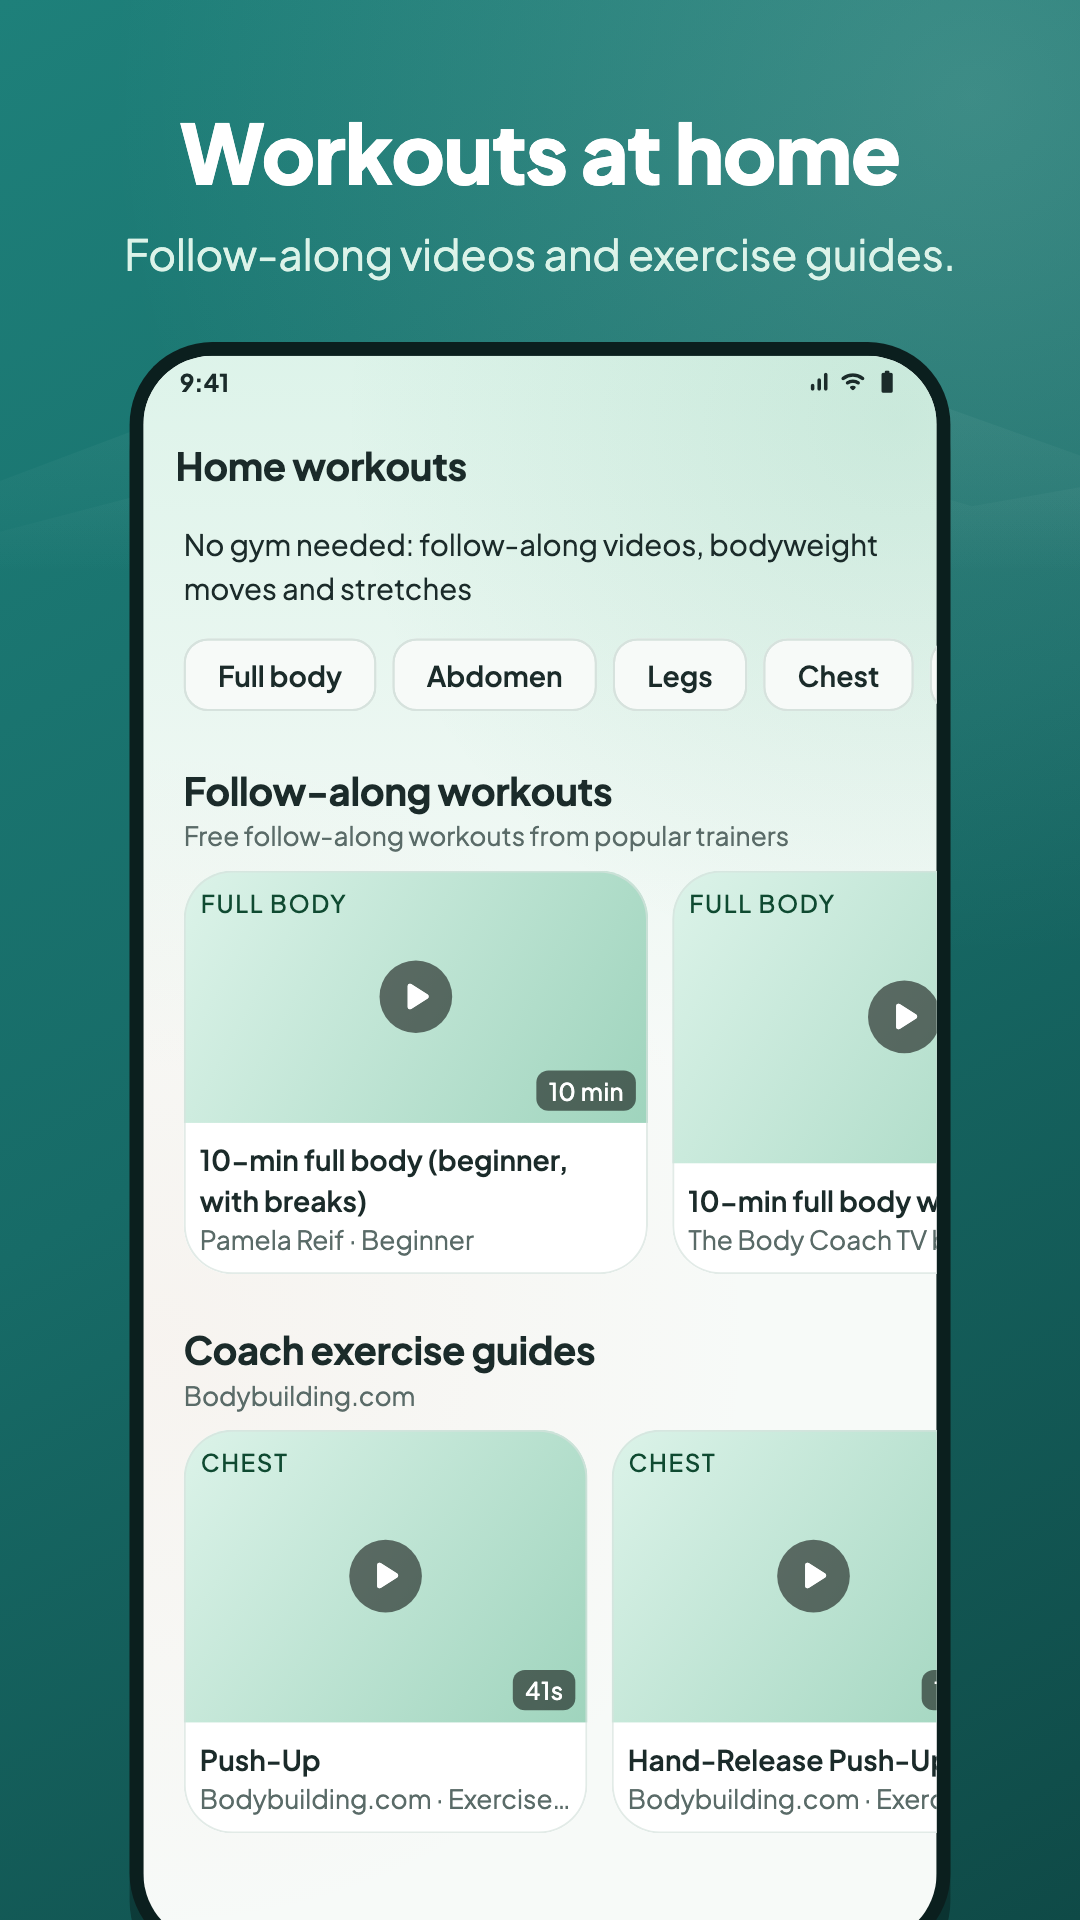 Workouts at home
Follow-along videos and exercise guides.
9:41
Home workouts
No gym needed: follow-along videos, bodyweight
moves and stretches
Full body
Abdomen
Legs
Chest
Follow-along workouts
Free follow-along workouts from popular trainers
FULL BODY
FULL BODY
10 min
10-min full body (beginner,
with breaks)
Pamela Reif · Beginner
10-min full body
The Body Coach TV
Coach exercise guides
Bodybuilding.com
CHEST
CHEST
41s
Push-Up
Bodybuilding.com · Exercise...
Hand-Release Push-Up
Bodybuilding.com · Exerc